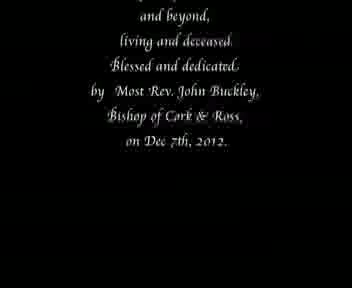 and beyond,
living and deceased.
Blessed and dedicated
by Most Rev. John Buckley,
Bishop of Cork & Ross,
on Dec 7th, 2012.